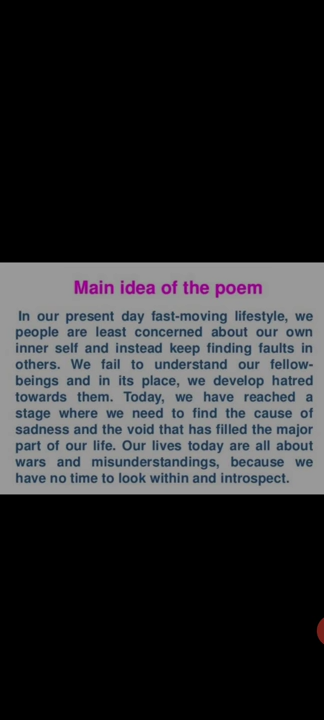 Main idea of the poem
In our present day fast-moving lifestyle, we
people are least concerned about our own
inner self and instead keep finding faults in
others. We fail to understand our fellow-
beings and in its place, we develop hatred
towards them. Today, we have reached a
stage where we need to find the cause of
sadness and the void that has filled the major
part of our life. Our lives today are all about
wars and misunderstandings, because we
have no time to look within and introspect.